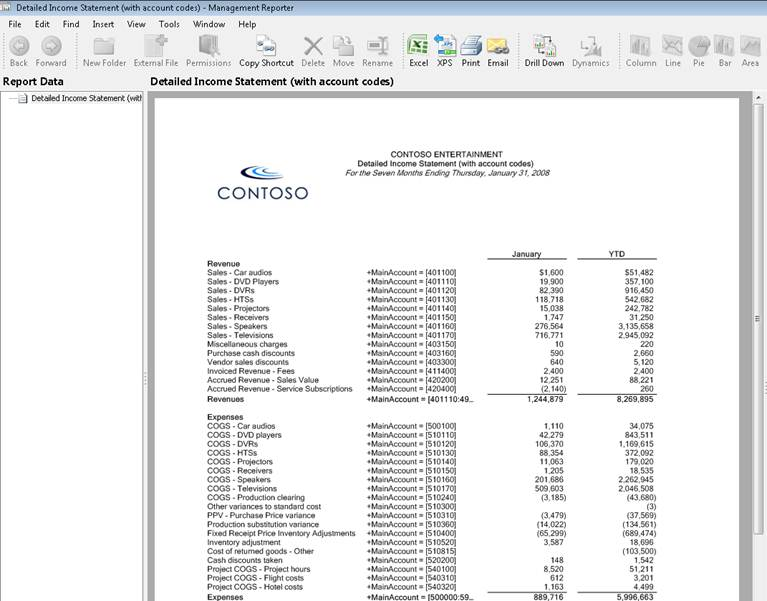 Detailed Income Statement (with account codes) - Management Reporter
File Edit Find Insert View Tools Window Help
Back Forward New Folder External File Permissions Copy Shortcut Delete Move Rename Excel XPS Print Email Drill Down Dynamics Column Line Pie Bar Area
Report Data Detailed Income Statement (with account codes)
Detailed Income Statement (with
CONTOSO ENTERTAINMENT
Detailed Income Statement (with account codes)
For the Seven Months Ending Thursday, January 31, 2008
CONTOSO
January YTD
Revenue
Sales - Car audios +MainAccount = [401100] $1,600 $51,482
Sales - DVD Players +MainAccount = [401110] 19,900 357,100
Sales - DVRs +MainAccount = [401120] 82,390 916,450
Sales - HTSs +MainAccount = [401130] 118,718 542,682
Sales - Projectors +MainAccount = [401140] 15,038 242,782
Sales - Receivers +MainAccount = [401150] 1,747 31,250
Sales - Speakers +MainAccount = [401160] 276,564 3,135,658
Sales - Televisions +MainAccount = [401170] 716,771 2,945,092
Miscellaneous charges +MainAccount = [403150] 10 220
Purchase cash discounts +MainAccount = [403160] 590 2,660
Vendor sales discounts +MainAccount = [403300] 640 5,120
Invoiced Revenue - Fees +MainAccount = [411400] 2,400 2,400
Accrued Revenue - Sales Value +MainAccount = [420200] 12,251 88,221
Accrued Revenue - Service Subscriptions +MainAccount = [420400] (2,140) 260
Revenues +MainAccount = [401110:49... 1,244,879 8,269,895
Expenses
COGS - Car audios +MainAccount = [500100] 1,110 34,075
COGS - DVD players +MainAccount = [510110] 42,279 843,511
COGS - DVRs +MainAccount = [510120] 106,370 1,169,615
COGS - HTSs +MainAccount = [510130] 88,354 372,092
COGS - Projectors +MainAccount = [510140] 11,063 179,020
COGS - Receivers +MainAccount = [510150] 1,205 18,535
COGS - Speakers +MainAccount = [510160] 201,686 2,262,945
COGS - Televisions +MainAccount = [510170] 509,603 2,046,508
COGS - Production clearing +MainAccount = [510240] (3,185) (43,680)
Other variances to standard cost +MainAccount = [510300] (3)
PPV - Purchase Price variance +MainAccount = [510310] (3,479) (37,569)
Production substitution variance +MainAccount = [510360] (14,022) (134,561)
Fixed Receipt Price Inventory Adjustments +MainAccount = [510400] (65,299) (689,474)
Inventory adjustment +MainAccount = [510520] 3,587 18,696
Cost of returned goods - Other +MainAccount = [510815] (103,500)
Cash discounts taken +MainAccount = [520200] 148 1,542
Project COGS - Project hours +MainAccount = [540100] 8,520 51,211
Project COGS - Flight costs +MainAccount = [540310] 612 3,201
Project COGS - Hotel costs +MainAccount = [540320] 1,163 4,499
Expenses +MainAccount = [500000:59... 889,716 5,996,663